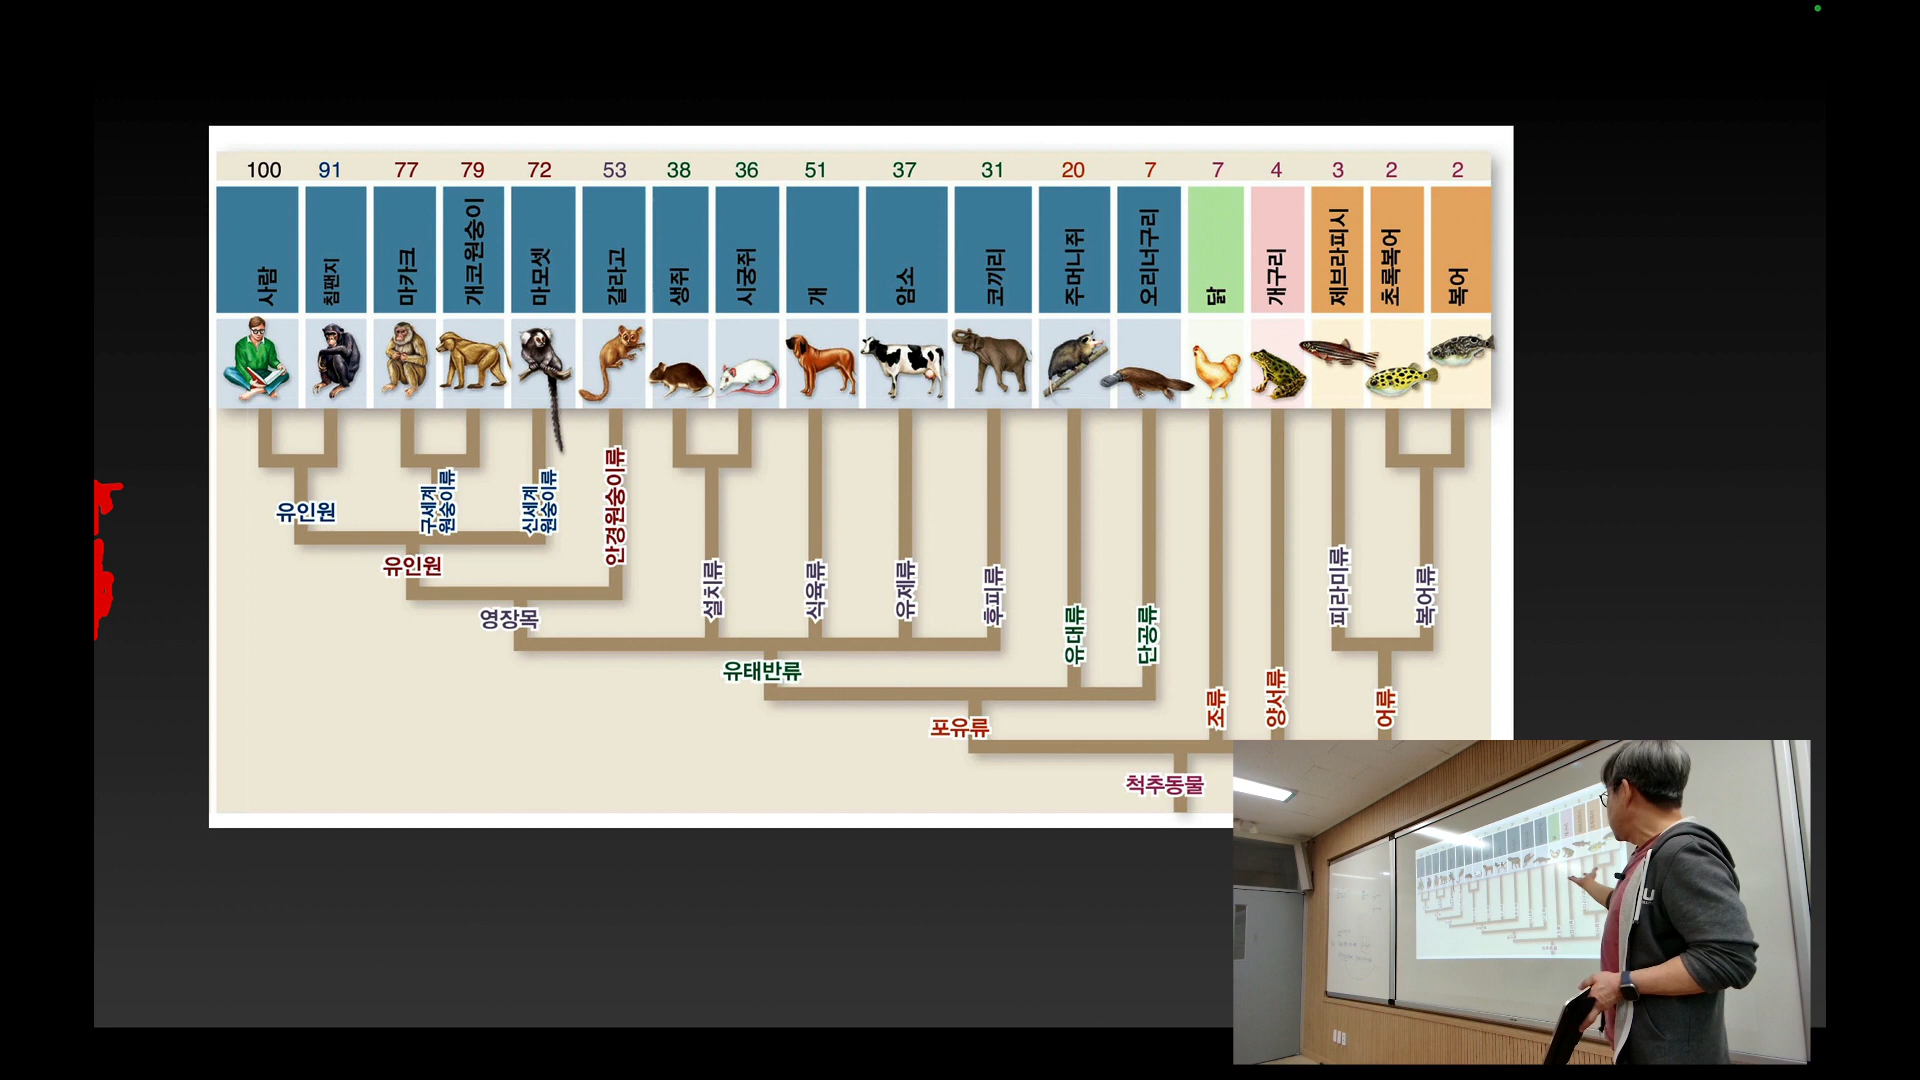 100 91 77 79 72 53 38 36 51 37 31 20 7 7 4 3 2 2
사람
침팬지
마카크
개코원숭이
마모셋
갈라고
생쥐
시궁쥐
개
암소
코끼리
주머니쥐
오리너구리
닭
개구리
제브라피시
초록복어
복어
유인원
구세계
원숭이류
신세계
원숭이류
안경원숭이류
유인원
영장목
설치류
식육류
유제류
후피류
유태반류
유대류
단공류
포유류
조류
양서류
피라미류
복어류
어류
척추동물